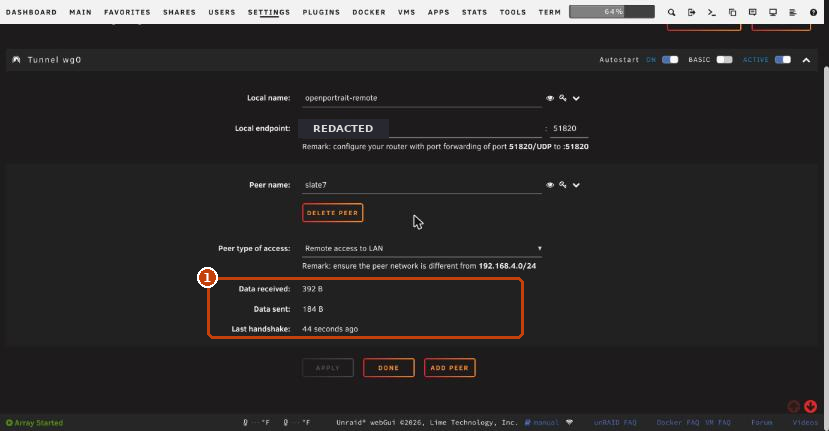 DASHBOARD MAIN FAVORITES SHARES USERS SETTINGS PLUGINS DOCKER VMS APPS STATS TOOLS TERM 64%
Tunnel wg0 Autostart ON BASIC ACTIVE
Local name: openportrait-remote
Local endpoint: REDACTED : 51820
Remark: configure your router with port forwarding of port 51820/UDP to :51820
Peer name: slate7
DELETE PEER
Peer type of access: Remote access to LAN
Remark: ensure the peer network is different from 192.168.4.0/24
1
Data received: 392 B
Data sent: 184 B
Last handshake: 44 seconds ago
APPLY DONE ADD PEER
Array Started °F °F Unraid® webGui ©2026, Lime Technology, Inc. manual unRAID FAQ Docker FAQ VM FAQ Forum Videos